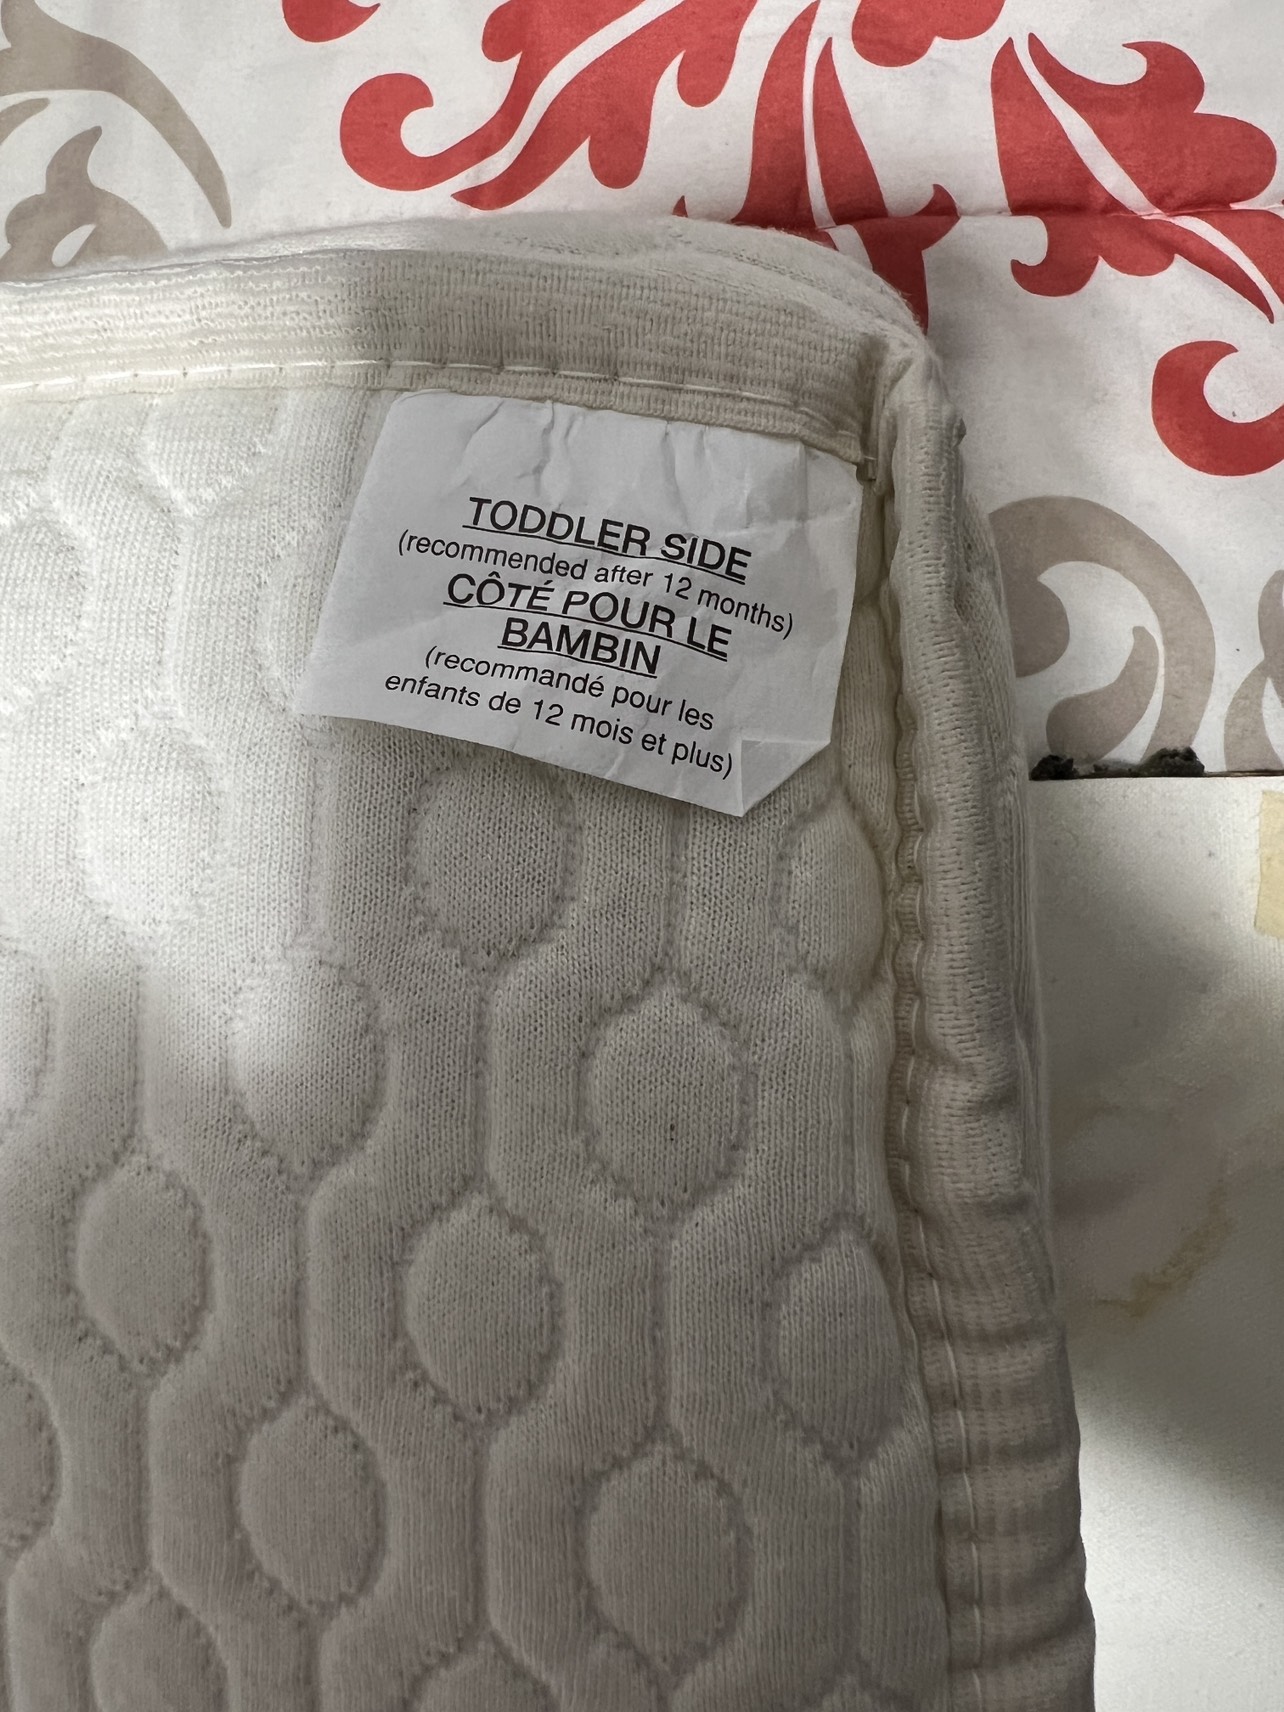 TODDLER SIDE
(recommended after 12 months)
CÔTÉ POUR LE
BAMBIN
(recommandé pour les
enfants de 12 mois et plus)